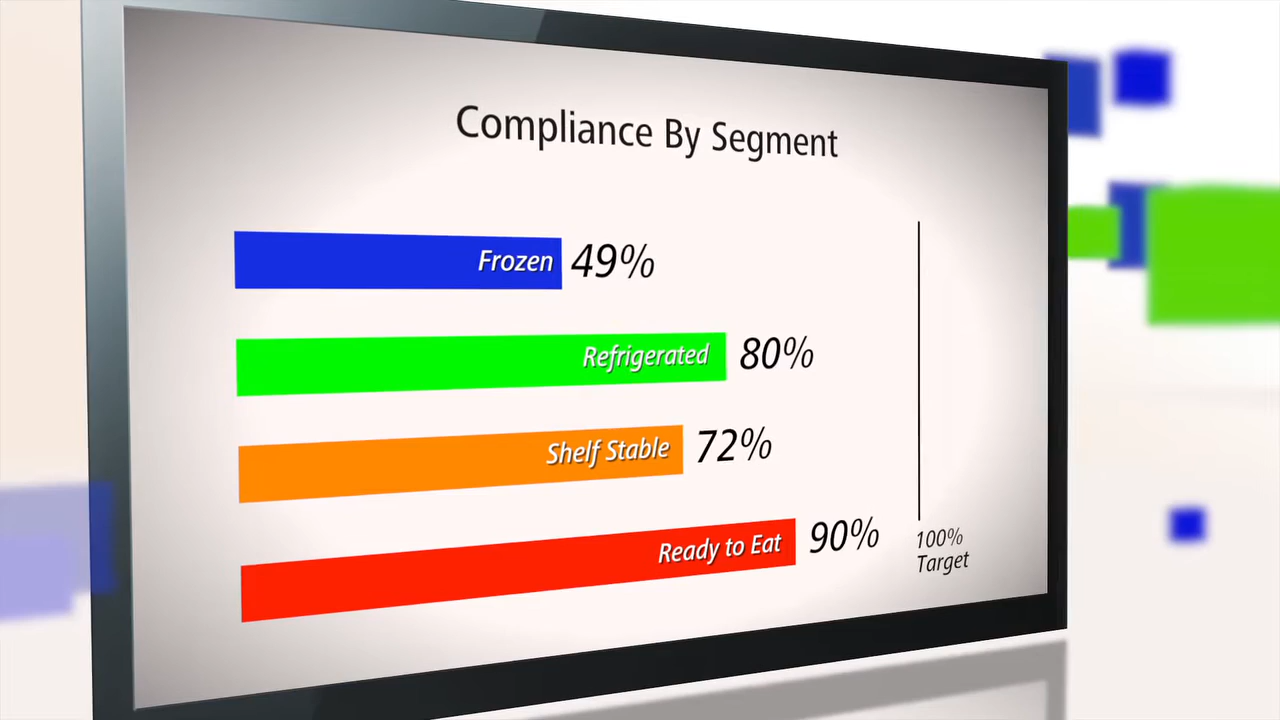 Compliance By Segment
Frozen 49%
Refrigerated 80%
Shelf Stable 72%
Ready to Eat 90%
100%
Target